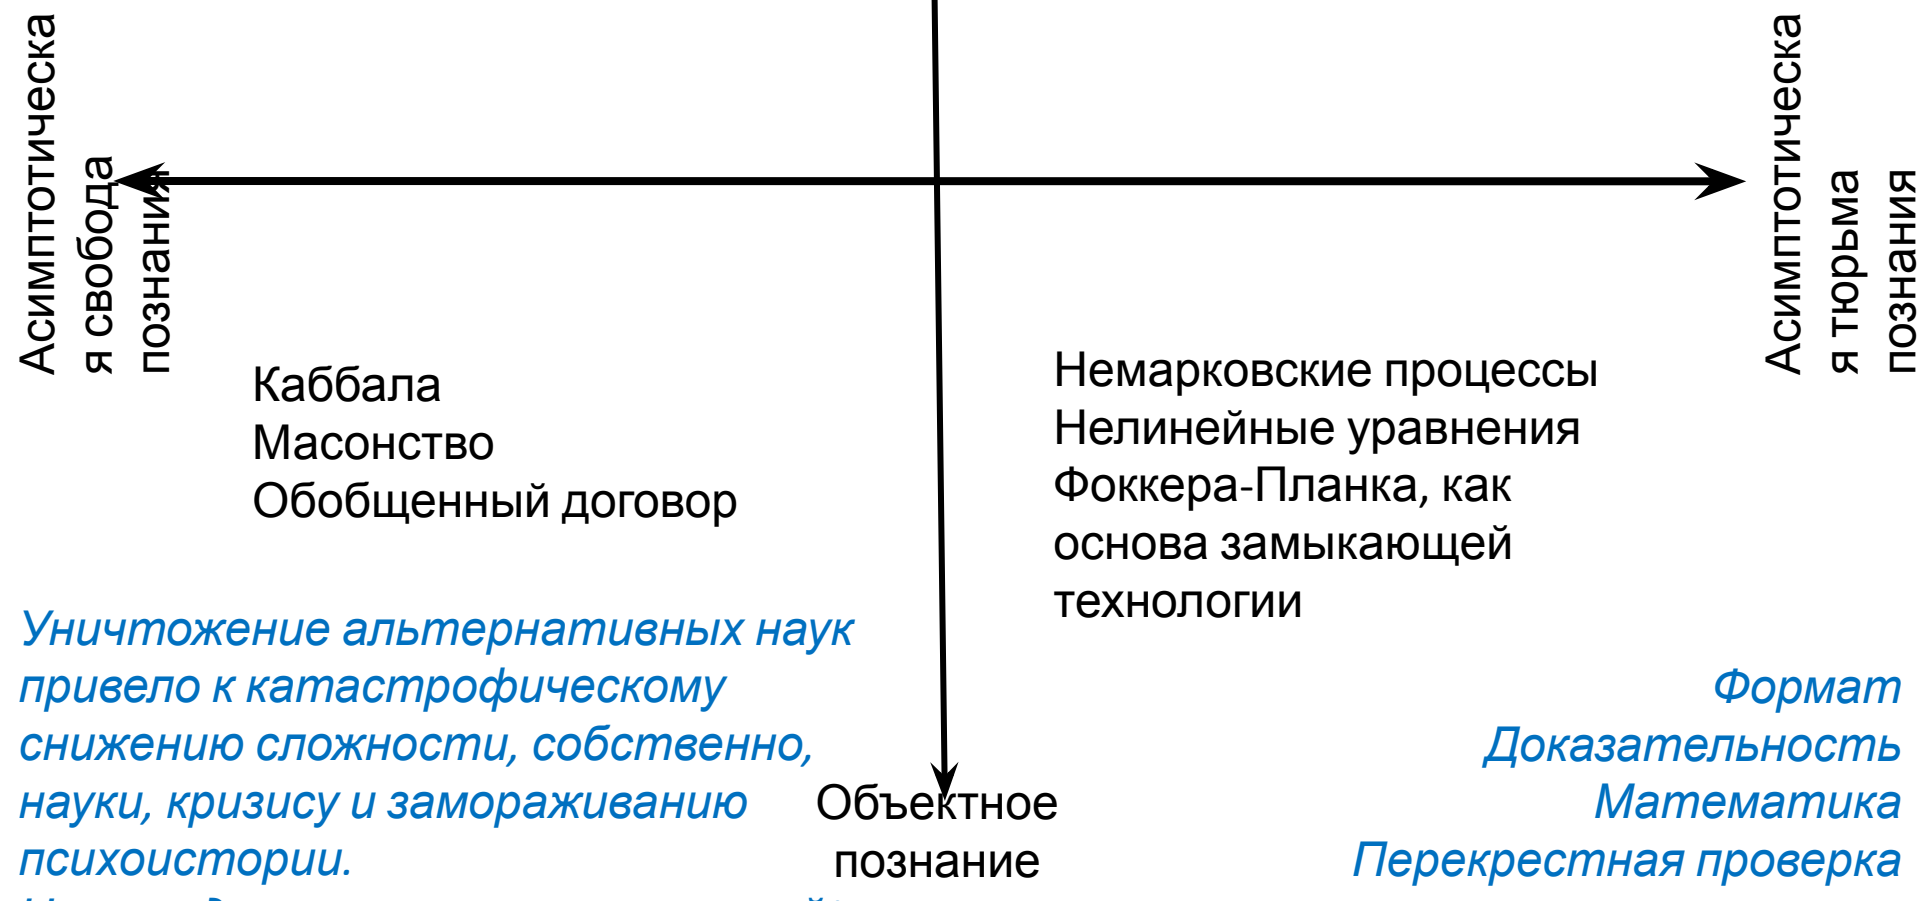 Асимптотическа
я свобода
познания
Асимптотическа
я тюрьма
познания
Каббала
Масонство
Обобщенный договор
Немарковские процессы
Нелинейные уравнения
Фоккера-Планка, как
основа замыкающей
технологии
Уничтожение альтернативных наук
привело к катастрофическому
снижению сложности, собственно,
науки, кризису и замораживанию
психоистории.
Объектное
познание
Формат
Доказательность
Математика
Перекрестная проверка